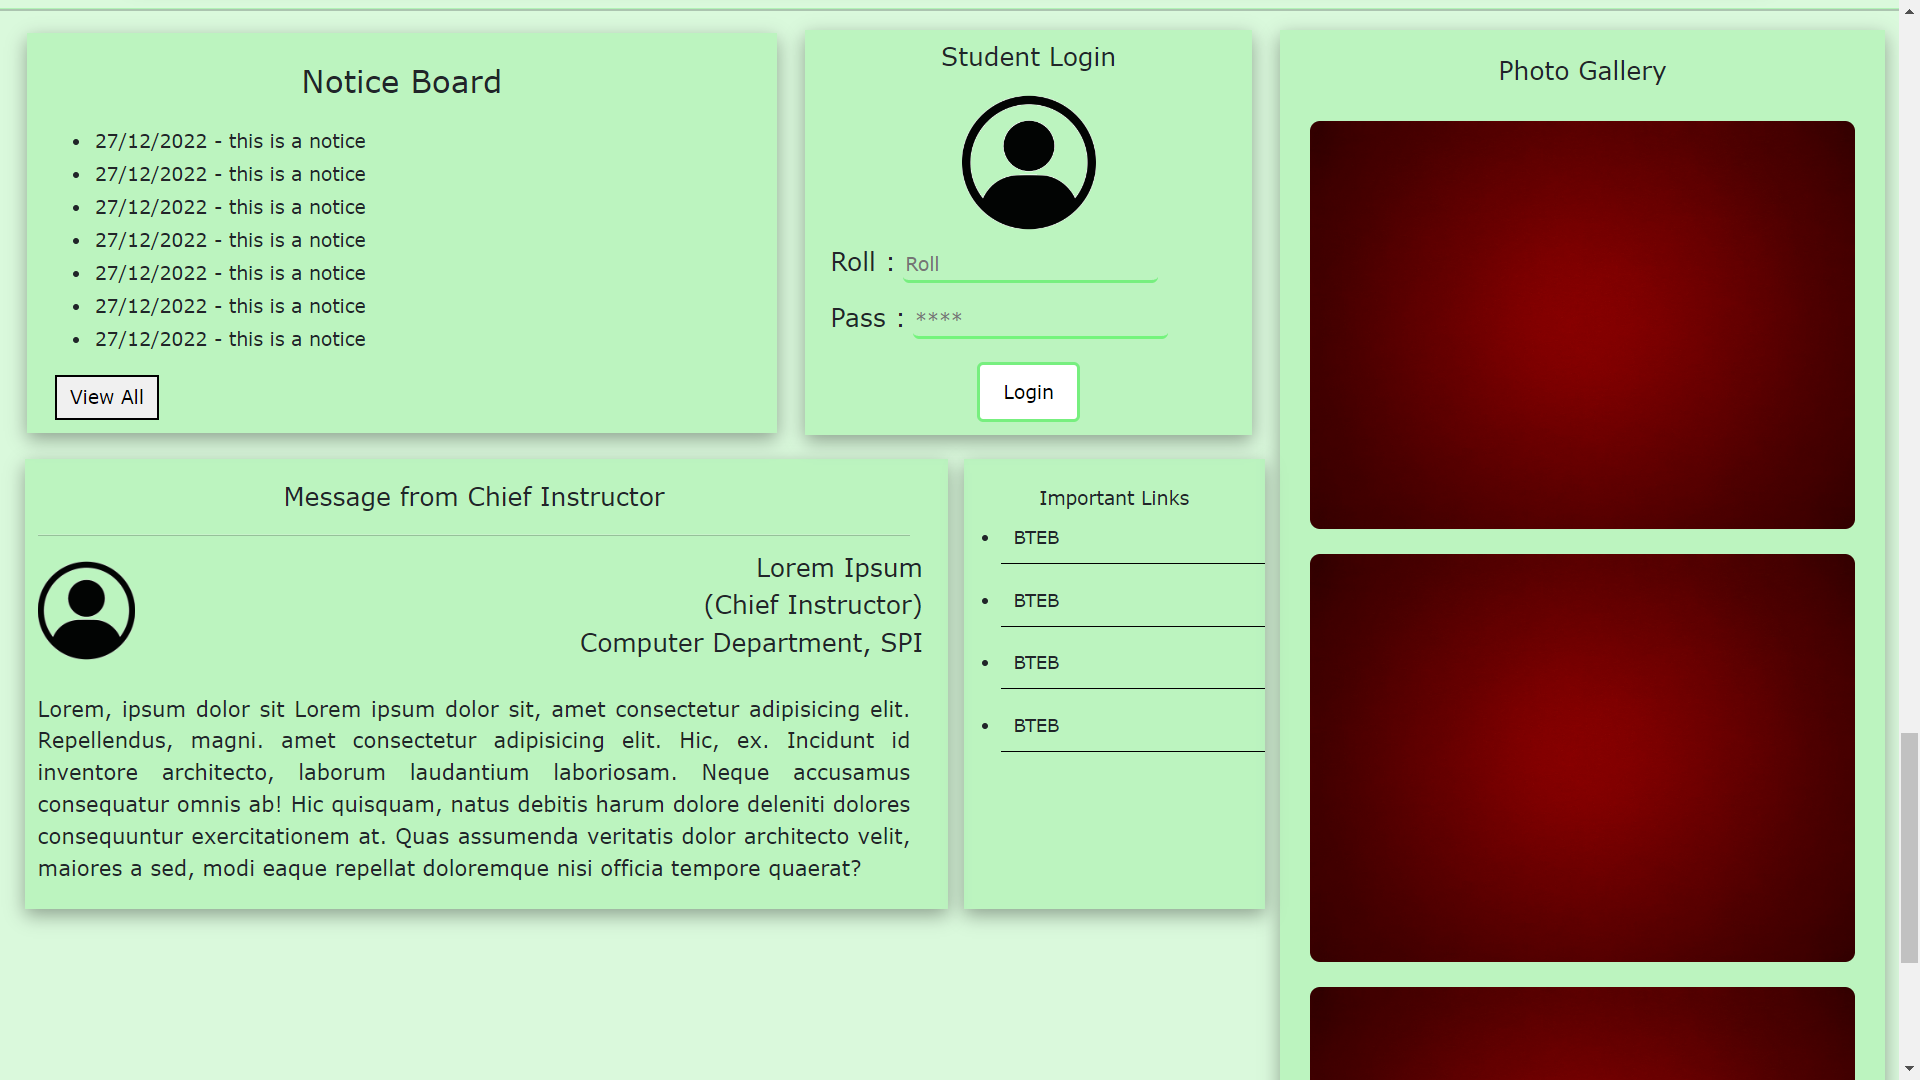 Notice Board
27/12/2022 - this is a notice
27/12/2022 - this is a notice
27/12/2022 - this is a notice
27/12/2022 - this is a notice
27/12/2022 - this is a notice
27/12/2022 - this is a notice
27/12/2022 - this is a notice
View All
Student Login
Roll : Roll
Pass : ****
Login
Message from Chief Instructor
Lorem Ipsum
(Chief Instructor)
Computer Department, SPI
Lorem, ipsum dolor sit Lorem ipsum dolor sit, amet consectetur adipisicing elit.
Repellendus, magni. amet consectetur adipisicing elit. Hic, ex. Incidunt id
inventore architecto, laborum laudantium laboriosam. Neque accusamus
consequatur omnis ab! Hic quisquam, natus debitis harum dolore deleniti dolores
consequuntur exercitationem at. Quas assumenda veritatis dolor architecto velit,
maiores a sed, modi eaque repellat doloremque nisi officia tempore quaerat?
Important Links
BTEB
BTEB
BTEB
BTEB
Photo Gallery